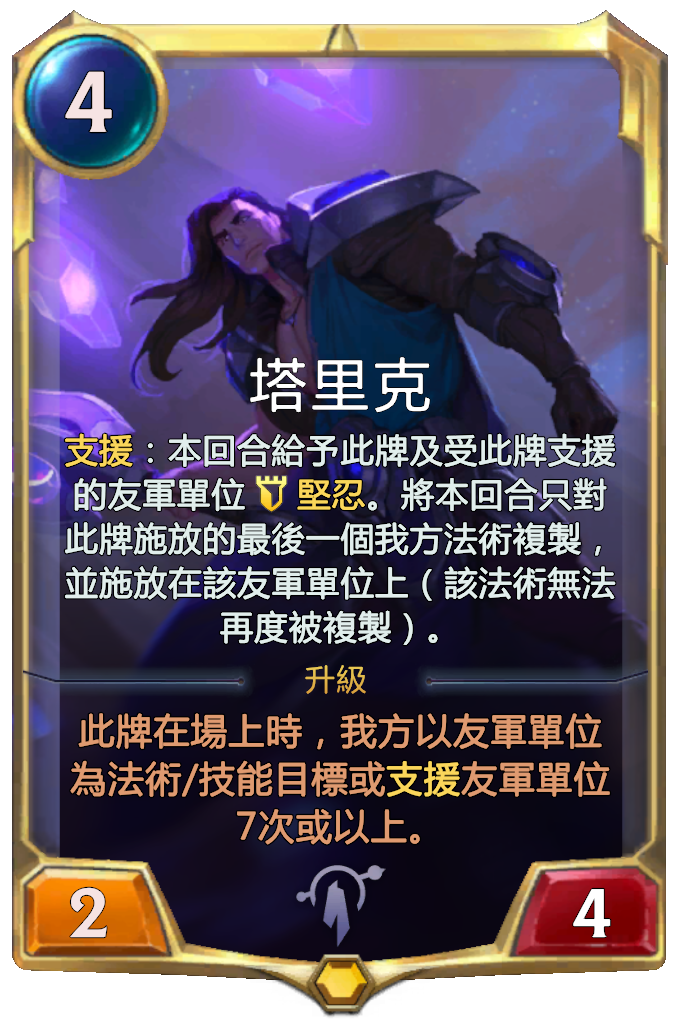 4
塔里克
支援：本回合給予此牌及受此牌支援
的友軍單位 堅忍。將本回合只對
此牌施放的最後一個我方法術複製，
並施放在該友軍單位上（該法術無法
再度被複製）。
升級
此牌在場上時，我方以友軍單位
為法術/技能目標或支援友軍單位
7次或以上。
2
4